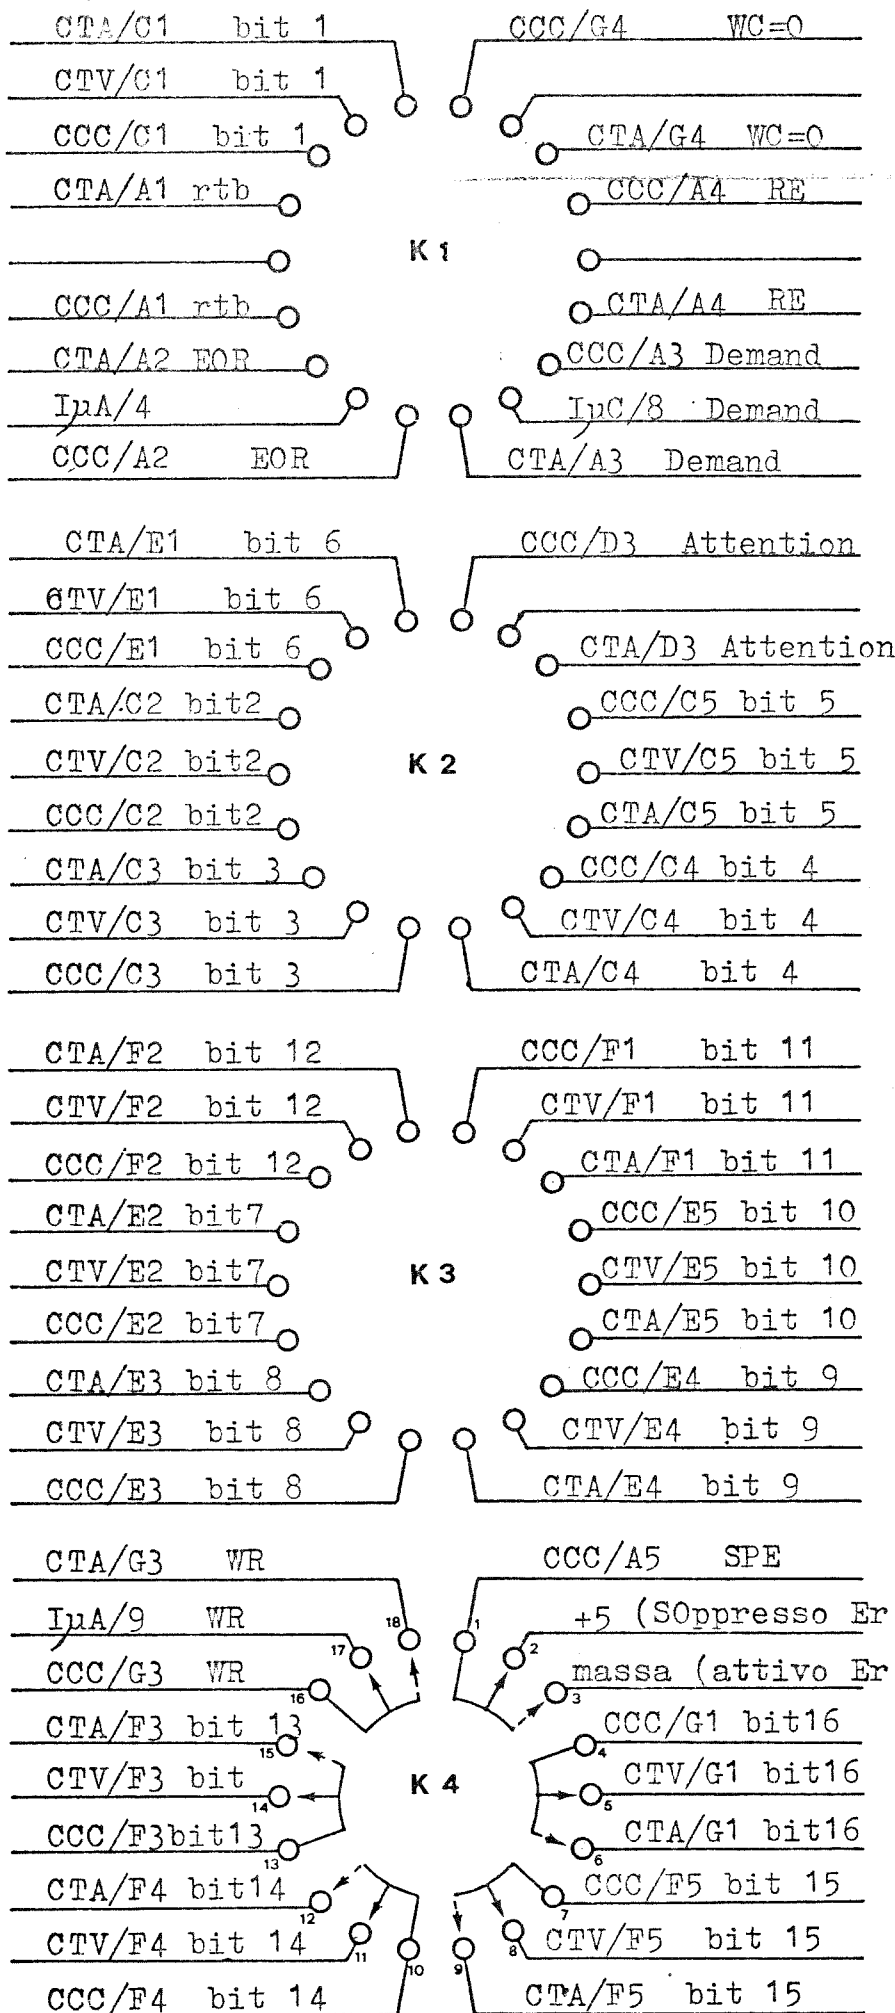 CTA/C1 bit 1 CCC/G4 WC=0
CTV/C1 bit 1
CCC/C1 bit 1 CTA/G4 WC=0
CTA/A1 rtb CCC/A4 RE
K 1
CCC/A1 rtb CTA/A4 RE
CTA/A2 EOR CCC/A3 Demand
IµA/4 IµC/8 Demand
CCC/A2 EOR CTA/A3 Demand
CTA/E1 bit 6 CCC/D3 Attention
CTV/E1 bit 6
CCC/E1 bit 6 CTA/D3 Attention
CTA/C2 bit2 CCC/C5 bit 5
CTV/C2 bit2 K 2 CTV/C5 bit 5
CCC/C2 bit2 CTA/C5 bit 5
CTA/C3 bit 3 CCC/C4 bit 4
CTV/C3 bit 3 CTV/C4 bit 4
CCC/C3 bit 3 CTA/C4 bit 4
CTA/F2 bit 12 CCC/F1 bit 11
CTV/F2 bit 12 CTV/F1 bit 11
CCC/F2 bit 12 CTA/F1 bit 11
CTA/E2 bit7 CCC/E5 bit 10
CTV/E2 bit7 K 3 CTV/E5 bit 10
CCC/E2 bit7 CTA/E5 bit 10
CTA/E3 bit 8 CCC/E4 bit 9
CTV/E3 bit 8 CTV/E4 bit 9
CCC/E3 bit 8 CTA/E4 bit 9
CTA/G3 WR CCC/A5 SPE
18 1
IµA/9 WR +5 (SOppresso Er
17 2
CCC/G3 WR massa (attivo Er
16 3
CTA/F3 bit 13 CCC/G1 bit16
15 4
CTV/F3 bit K 4 CTV/G1 bit16
14 5
CCC/F3bit13 CTA/G1 bit16
13 6
CTA/F4 bit14 CCC/F5 bit 15
12 7
CTV/F4 bit 14 CTV/F5 bit 15
11 8
10 9
CCC/F4 bit 14 CTA/F5 bit 15